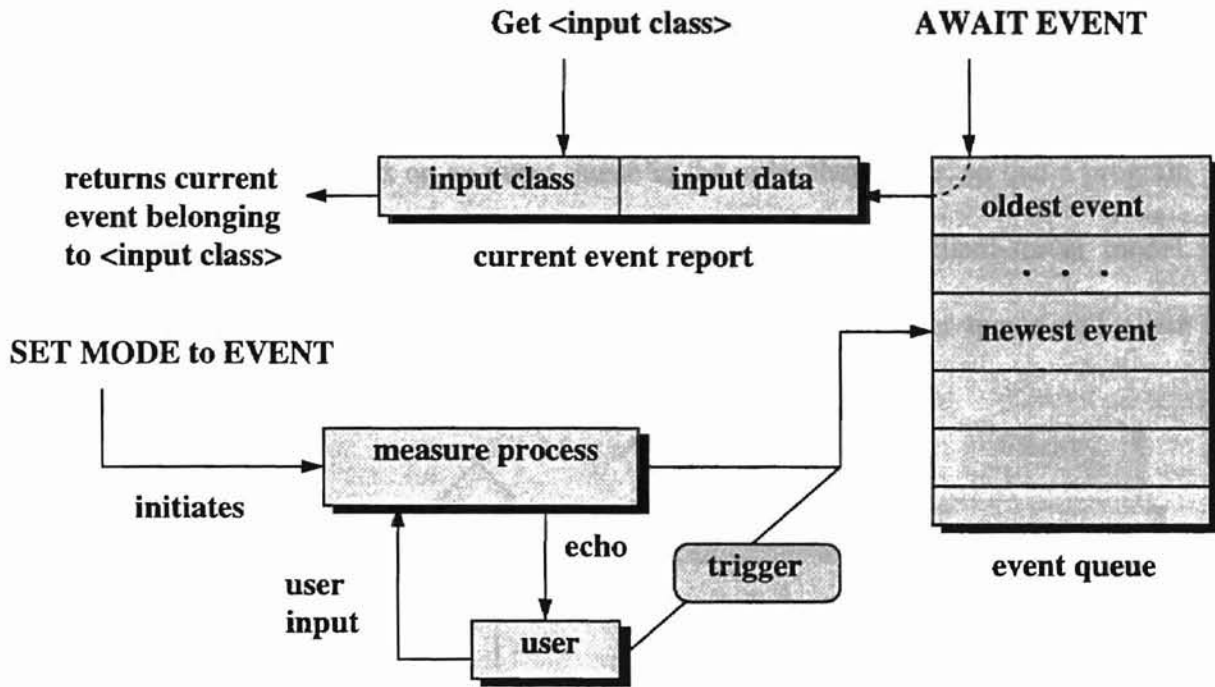 Get <input class>
AWAIT EVENT
input class
input data
returns current
event belonging
to <input class>
current event report
oldest event
. . .
newest event
SET MODE to EVENT
measure process
initiates
echo
trigger
event queue
user
input
user